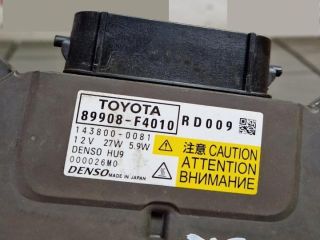 TOYOTA
89908-F4010 RD009
143800-0081
12V 27W 5.9W
DENSO HU9
000026M0
DENSO MADE IN JAPAN
注意 CAUTION
ATTENTION
ВНИМАНИЕ